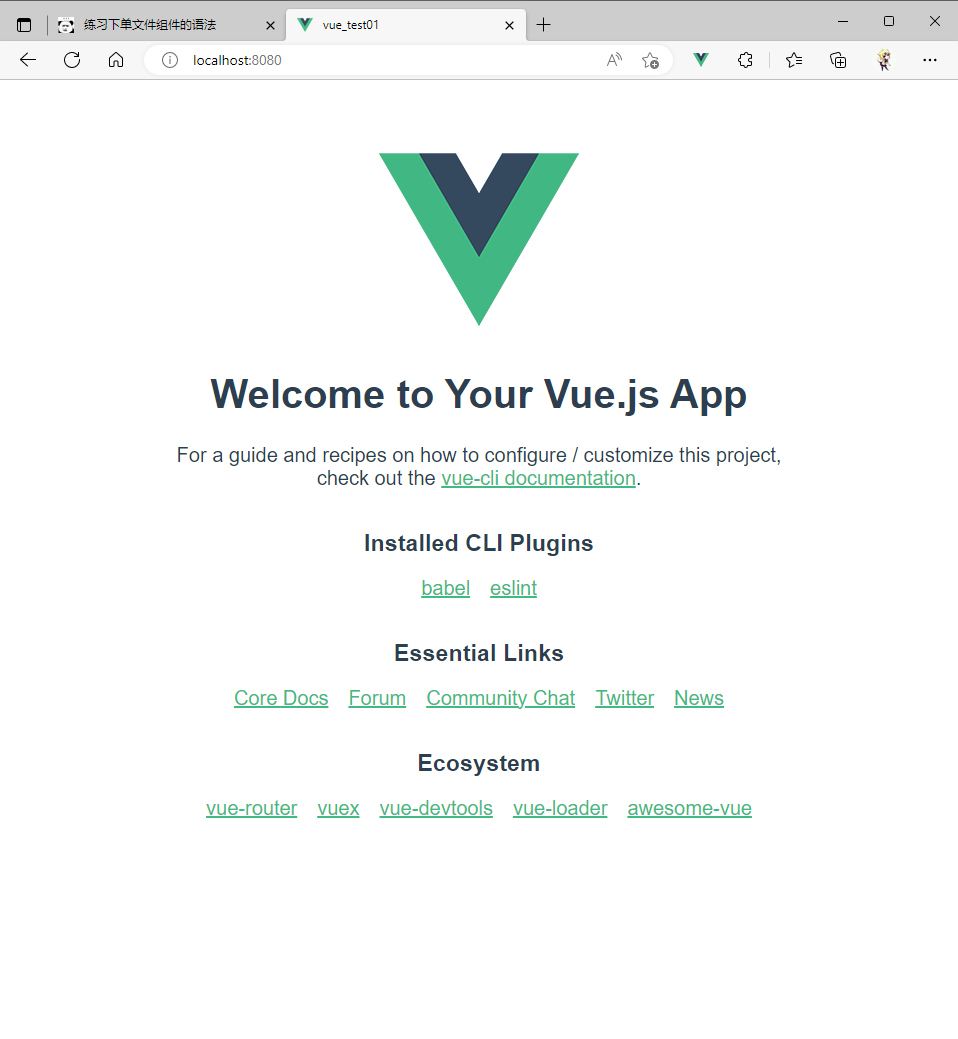 练习下单文件组件的语法
vue_test01
localhost:8080
Welcome to Your Vue.js App
For a guide and recipes on how to configure / customize this project,
check out the vue-cli documentation.
Installed CLI Plugins
babel eslint
Essential Links
Core Docs Forum Community Chat Twitter News
Ecosystem
vue-router vuex vue-devtools vue-loader awesome-vue